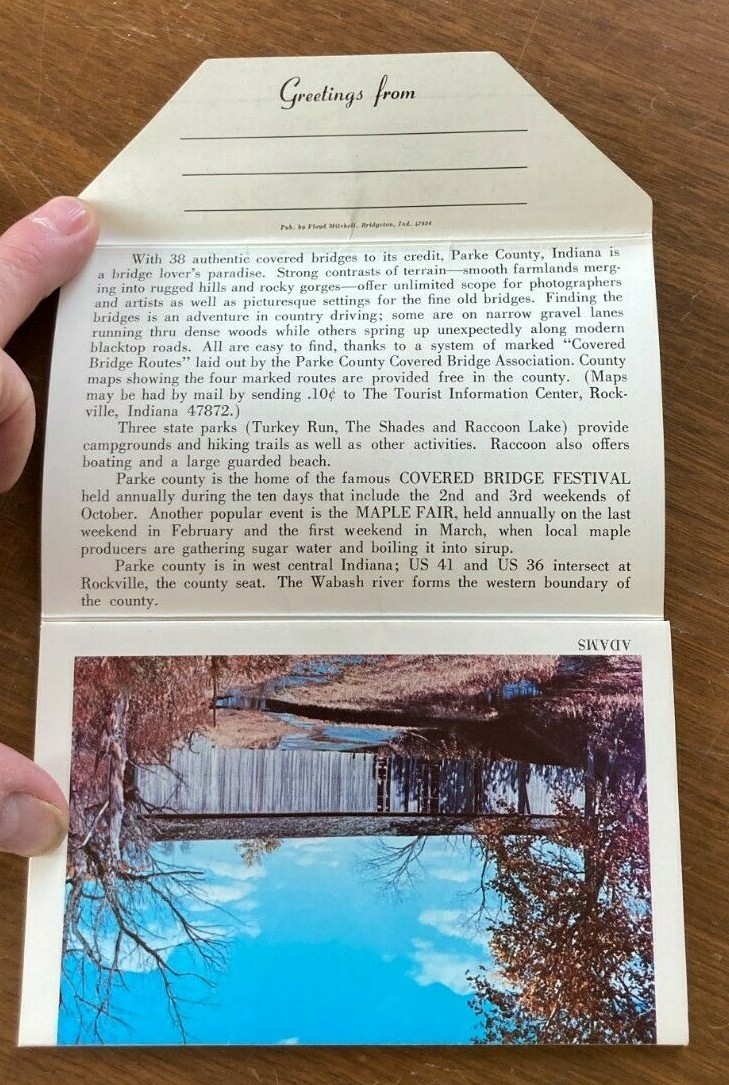 Greetings from
Pub. by Floyd Mitchell, Bridgeton, Ind. 47836
With 38 authentic covered bridges to its credit, Parke County, Indiana is
a bridge lover's paradise. Strong contrasts of terrain—smooth farmlands merg-
ing into rugged hills and rocky gorges—offer unlimited scope for photographers
and artists as well as picturesque settings for the fine old bridges. Finding the
bridges is an adventure in country driving; some are on narrow gravel lanes
running thru dense woods while others spring up unexpectedly along modern
blacktop roads. All are easy to find, thanks to a system of marked "Covered
Bridge Routes" laid out by the Parke County Covered Bridge Association. County
maps showing the four marked routes are provided free in the county. (Maps
may be had by mail by sending .10¢ to The Tourist Information Center, Rock-
ville, Indiana 47872.)
Three state parks (Turkey Run, The Shades and Raccoon Lake) provide
campgrounds and hiking trails as well as other activities. Raccoon also offers
boating and a large guarded beach.
Parke county is the home of the famous COVERED BRIDGE FESTIVAL
held annually during the ten days that include the 2nd and 3rd weekends of
October. Another popular event is the MAPLE FAIR, held annually on the last
weekend in February and the first weekend in March, when local maple
producers are gathering sugar water and boiling it into sirup.
Parke county is in west central Indiana; US 41 and US 36 intersect at
Rockville, the county seat. The Wabash river forms the western boundary of
the county.
ADAMS